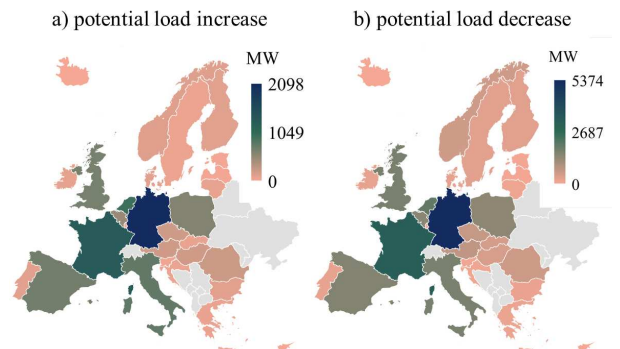 a) potential load increase
b) potential load decrease
MW
2098
1049
0
MW
5374
2687
0